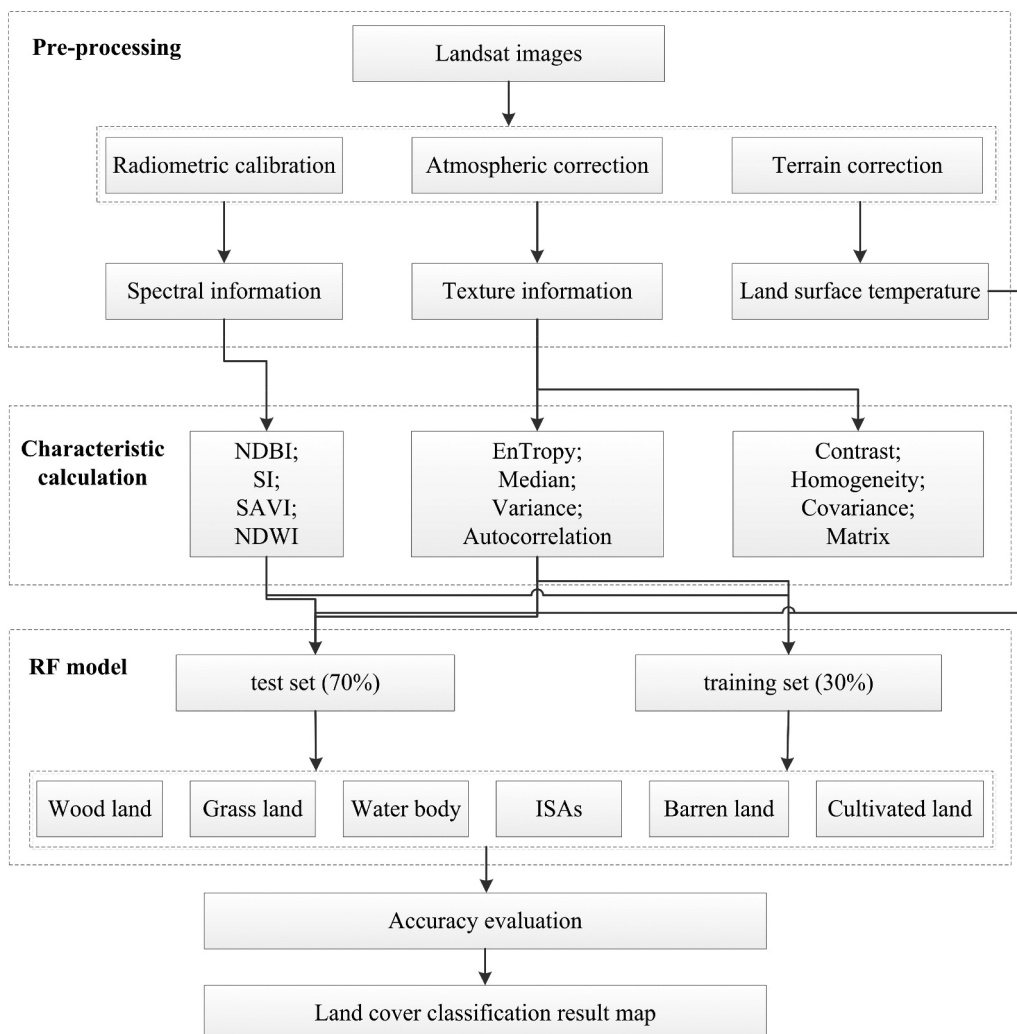 Pre-processing
Landsat images
Radiometric calibration
Atmospheric correction
Terrain correction
Spectral information
Texture information
Land surface temperature
Characteristic
calculation
NDBI;
SI;
SAVI;
NDWI
EnTropy;
Median;
Variance;
Autocorrelation
Contrast;
Homogeneity;
Covariance;
Matrix
RF model
test set (70%)
training set (30%)
Wood land
Grass land
Water body
ISAs
Barren land
Cultivated land
Accuracy evaluation
Land cover classification result map